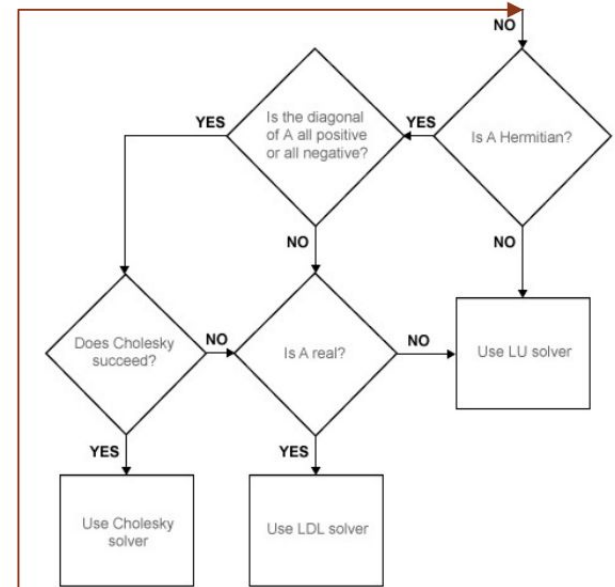 NO
Is the diagonal
of A all positive
or all negative?
YES
YES
Is A Hermitian?
NO
NO
Does Cholesky
succeed?
NO
Is A real?
NO
Use LU solver
YES
YES
Use Cholesky
solver
Use LDL solver